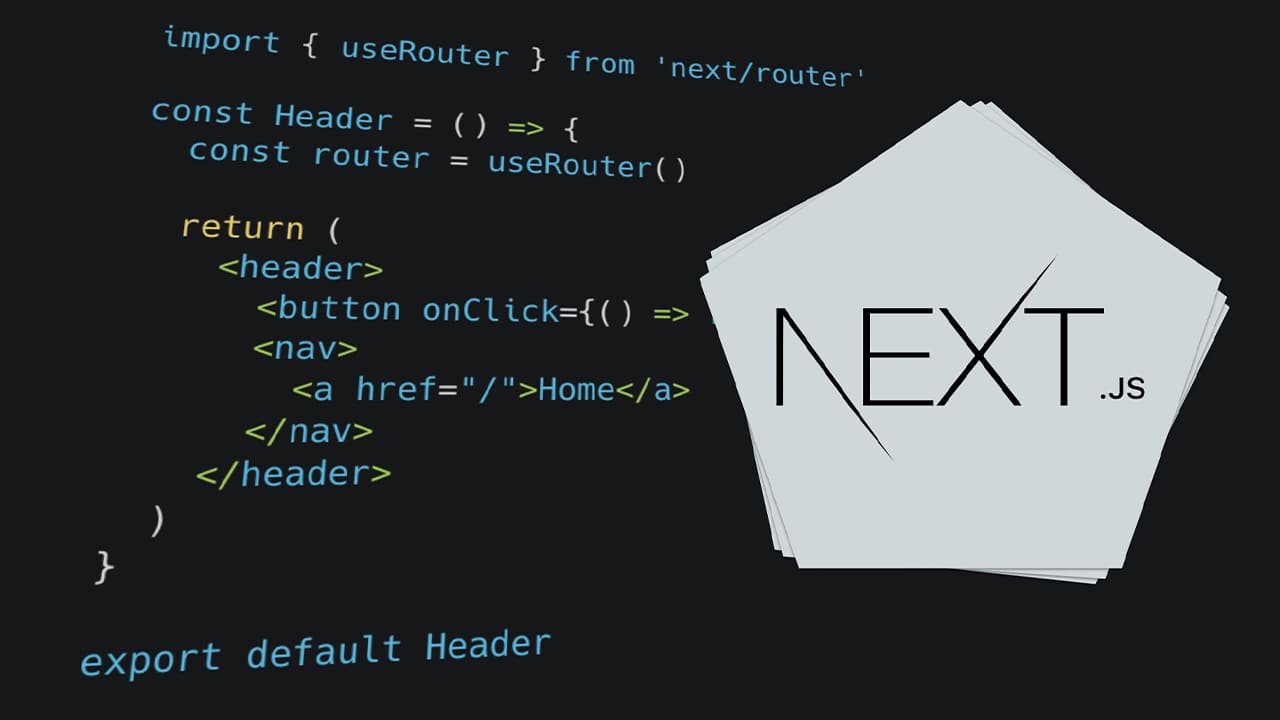 import { useRouter } from 'next/router'
const Header = () => {
const router = useRouter()
return (
<header>
<button onClick={() =>
<nav>
<a href="/">Home</a>
</nav>
</header>
)
}
export default Header
NEXT.JS